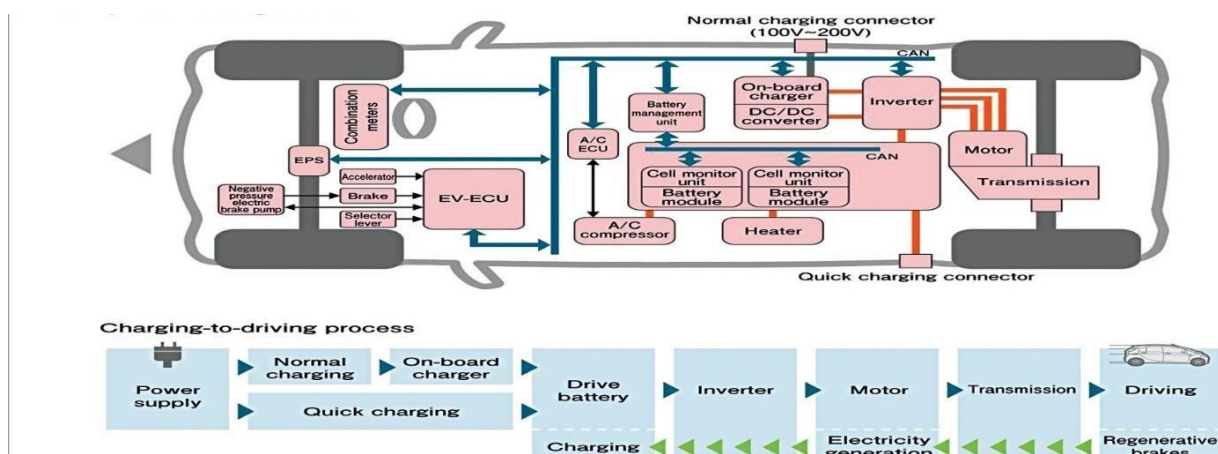 Normal charging connector
(100V~200V)
CAN
Combination
meters
EPS
Accelerator
Brake
Selector
lever
Negative
pressure
electric
brake pump
EV-ECU
A/C
ECU
Battery
management
unit
On-board
charger
DC/DC
converter
Inverter
Motor
Transmission
CAN
Cell monitor
unit
Battery
module
Cell monitor
unit
Battery
module
A/C
compressor
Heater
Quick charging connector
Charging-to-driving process
Power
supply
Normal
charging
On-board
charger
Quick charging
Drive
battery
Inverter
Motor
Transmission
Driving
Charging
Electricity
generation
Regenerative
brakes